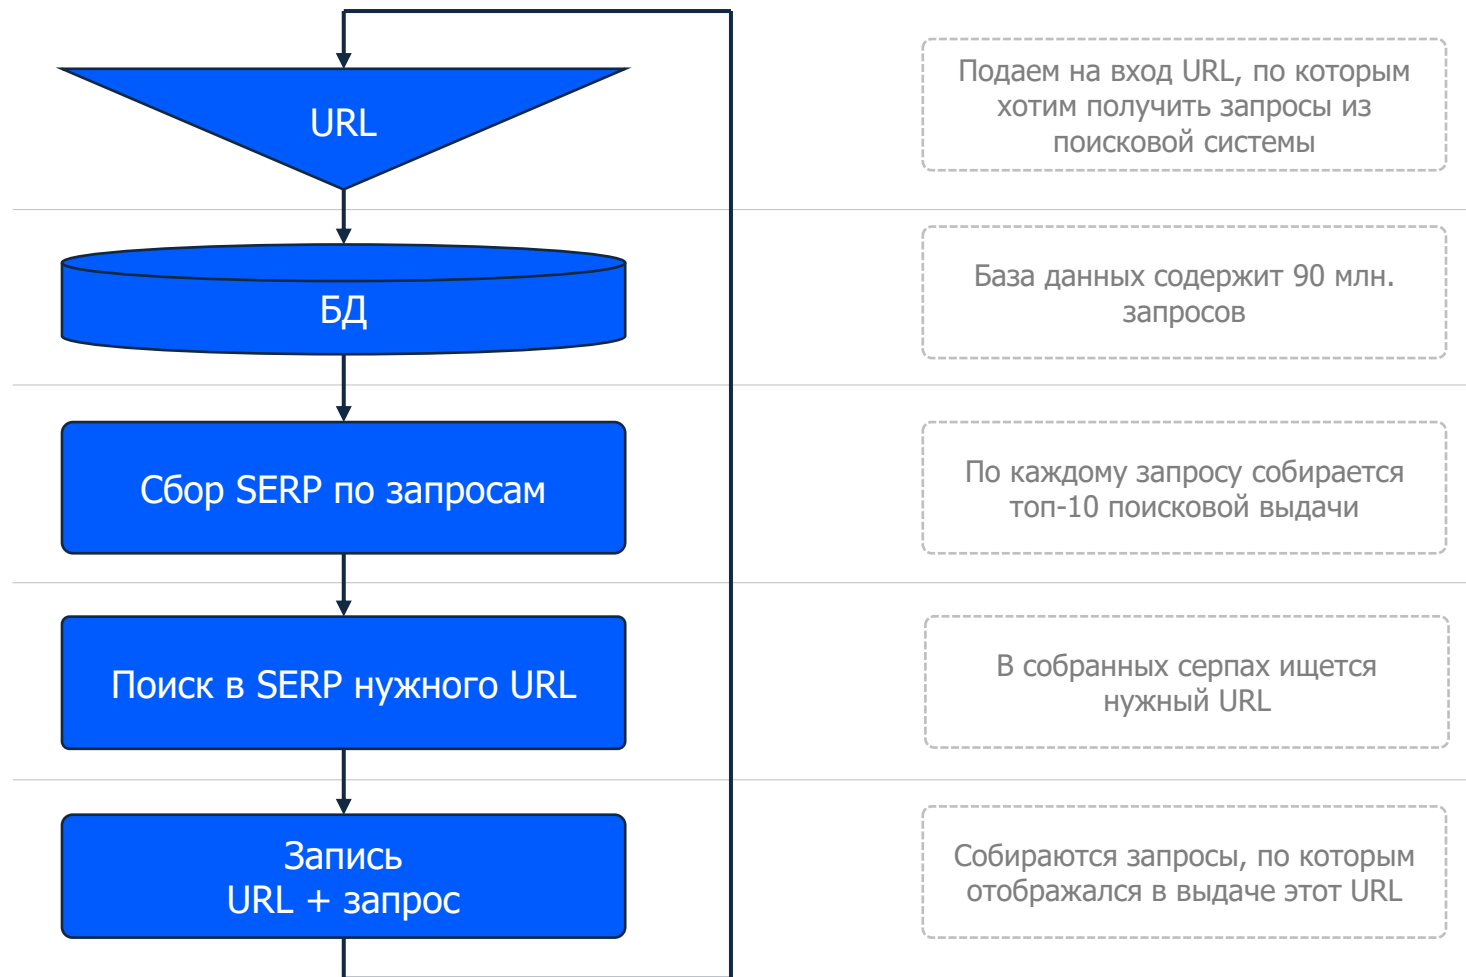 URL
Подаем на вход URL, по которым
хотим получить запросы из
поисковой системы
БД
База данных содержит 90 млн.
запросов
Сбор SERP по запросам
По каждому запросу собирается
топ-10 поисковой выдачи
Поиск в SERP нужного URL
В собранных серпах ищется
нужный URL
Запись
URL + запрос
Собираются запросы, по которым
отображался в выдаче этот URL